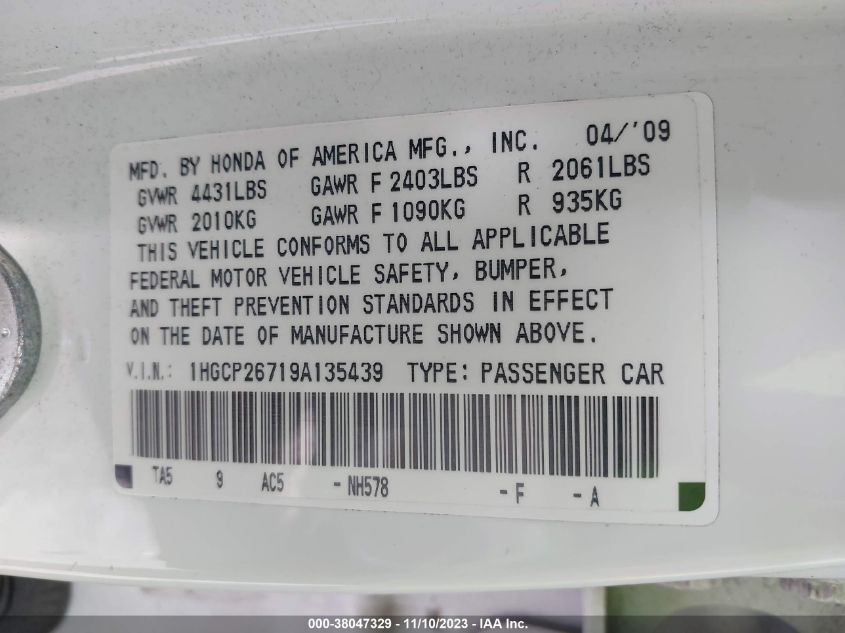 MFD. BY HONDA OF AMERICA MFG., INC. 04/'09
GVWR 4431LBS GAWR F 2403LBS R 2061LBS
GVWR 2010KG GAWR F 1090KG R 935KG
THIS VEHICLE CONFORMS TO ALL APPLICABLE
FEDERAL MOTOR VEHICLE SAFETY, BUMPER,
AND THEFT PREVENTION STANDARDS IN EFFECT
ON THE DATE OF MANUFACTURE SHOWN ABOVE.
V.I.N.: 1HGCP26719A135439 TYPE: PASSENGER CAR
TA5 9 AC5 -NH578 -F -A
000-38047329 - 11/10/2023 - IAA Inc.